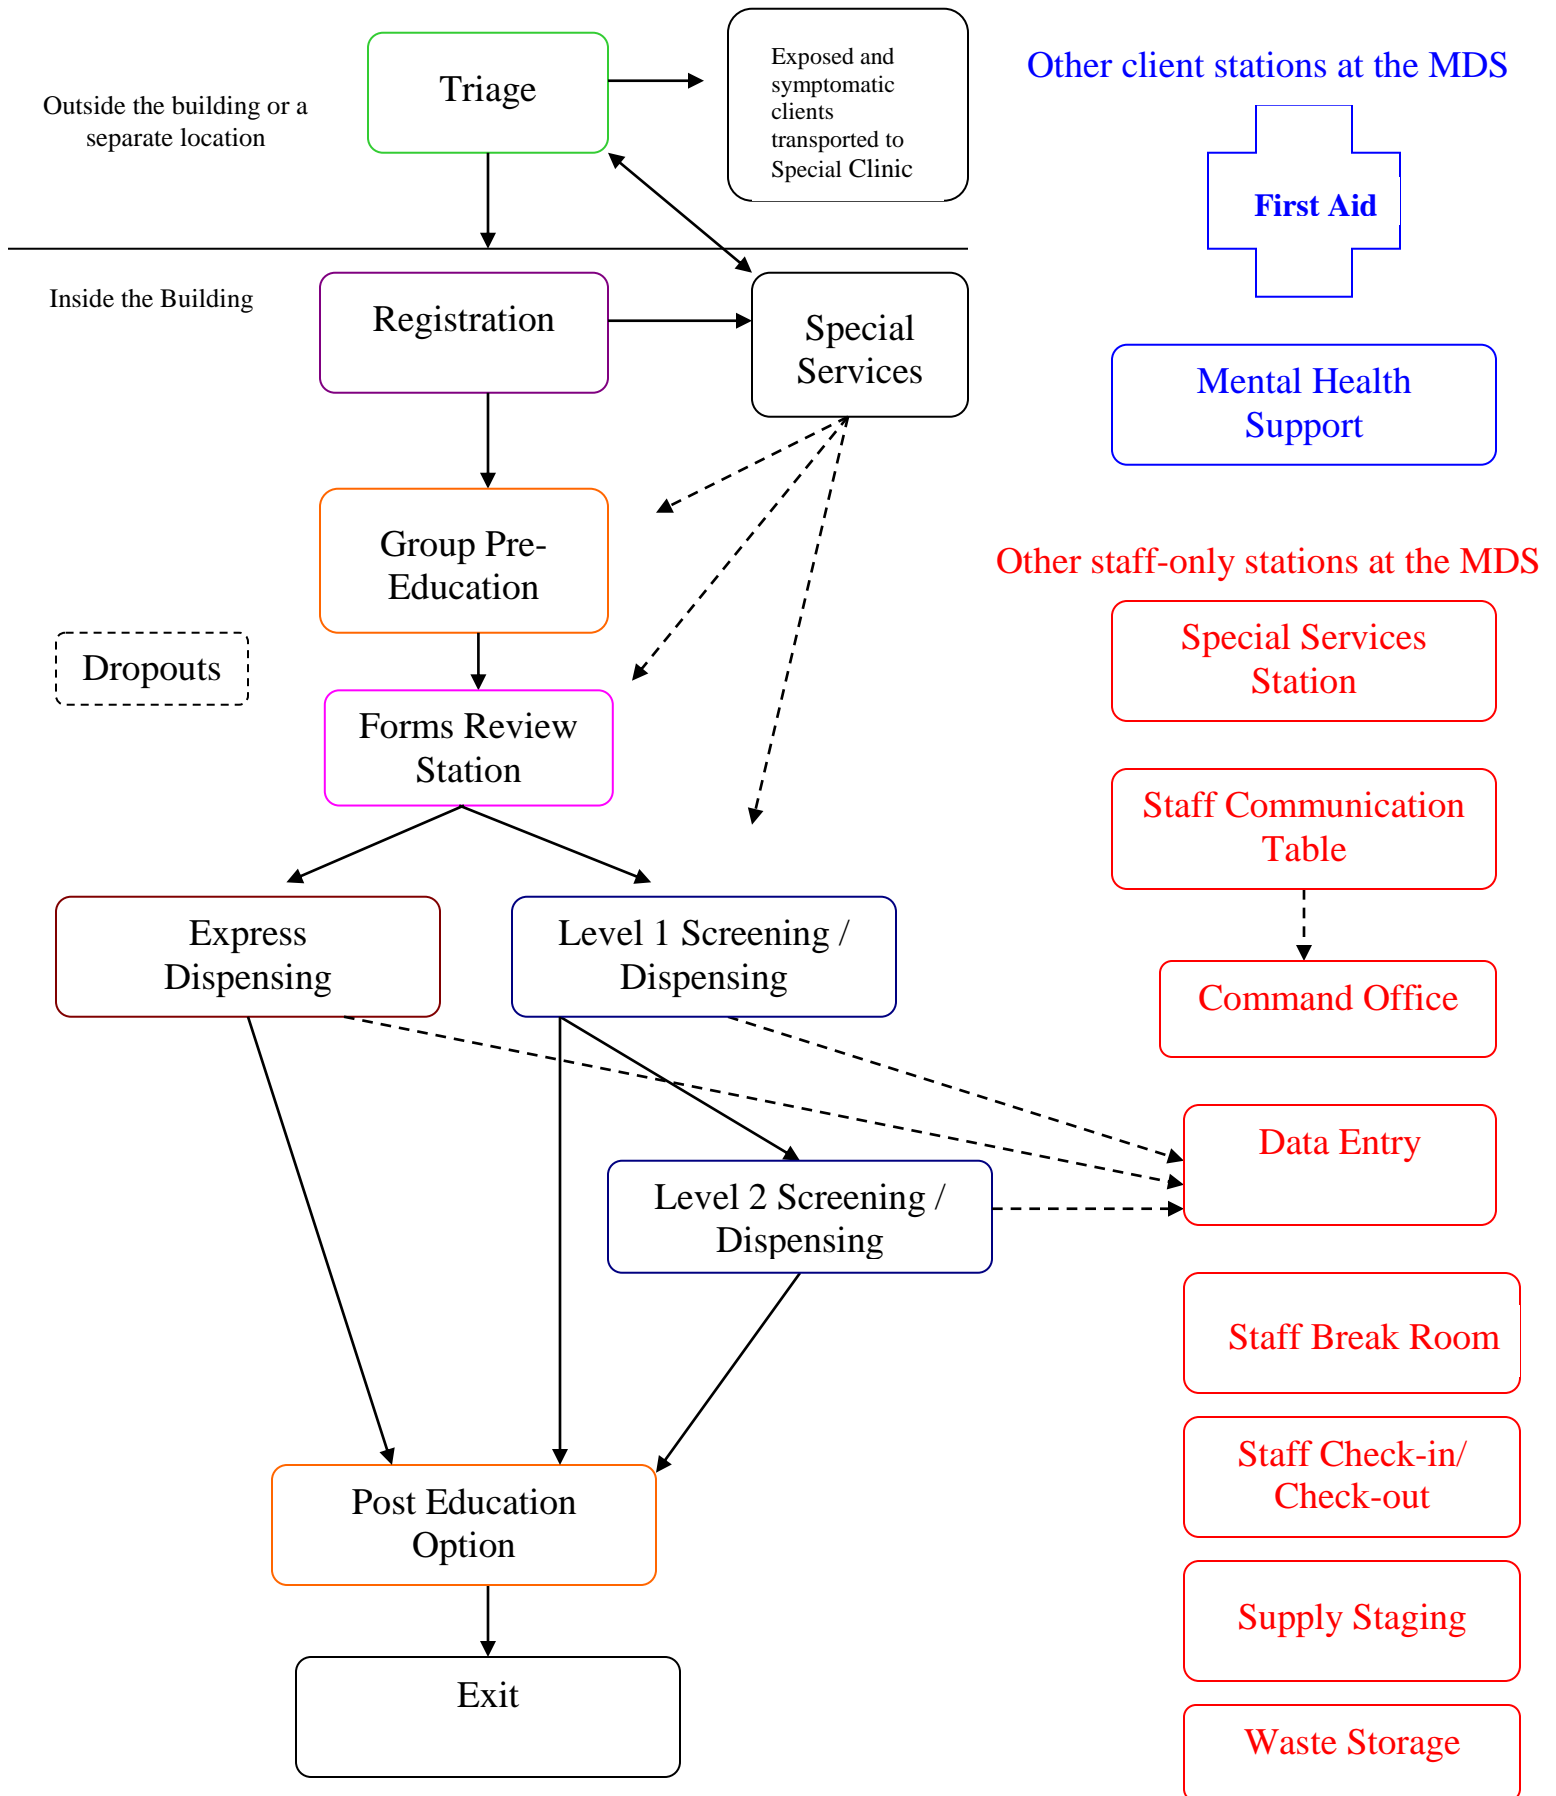 Outside the building or a
separate location
Triage
Exposed and
symptomatic
clients
transported to
Special Clinic
Inside the Building
Registration
Special
Services
Group Pre-
Education
Dropouts
Forms Review
Station
Express
Dispensing
Level 1 Screening /
Dispensing
Level 2 Screening /
Dispensing
Post Education
Option
Exit
Other client stations at the MDS
First Aid
Mental Health
Support
Other staff-only stations at the MDS
Special Services
Station
Staff Communication
Table
Command Office
Data Entry
Staff Break Room
Staff Check-in/
Check-out
Supply Staging
Waste Storage